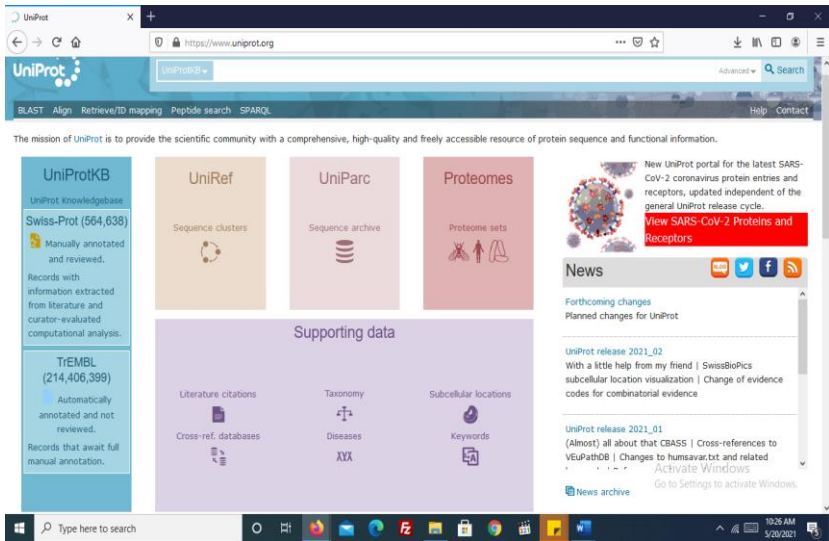 UniProt
https://www.uniprot.org
UniProt
UniProtKB
Advanced
Search
BLAST Align Retrieve/ID mapping Peptide search SPARQL
Help Contact
The mission of UniProt is to provide the scientific community with a comprehensive, high-quality and freely accessible resource of protein sequence and functional information.
UniProtKB
UniProt Knowledgebase
Swiss-Prot (564,638)
Manually annotated
and reviewed.
Records with
information extracted
from literature and
curator-evaluated
computational analysis.
TrEMBL
(214,406,399)
Automatically
annotated and not
reviewed.
Records that await full
manual annotation.
UniRef
Sequence clusters
UniParc
Sequence archive
Proteomes
Proteome sets
Supporting data
Literature citations
Taxonomy
Subcellular locations
Cross-ref. databases
Diseases
Keywords
New UniProt portal for the latest SARS-
CoV-2 coronavirus protein entries and
receptors, updated independent of the
general UniProt release cycle.
View SARS-CoV-2 Proteins and
Receptors
News
BLOG
Forthcoming changes
Planned changes for UniProt
UniProt release 2021_02
With a little help from my friend | SwissBioPics
subcellular location visualization | Change of evidence
codes for combinatorial evidence
UniProt release 2021_01
(Almost) all about that CBASS | Cross-references to
VEuPathDB | Changes to humsavar.txt and related
News archive
Activate Windows
Go to Settings to activate Windows.
Type here to search
10:26 AM
5/20/2021